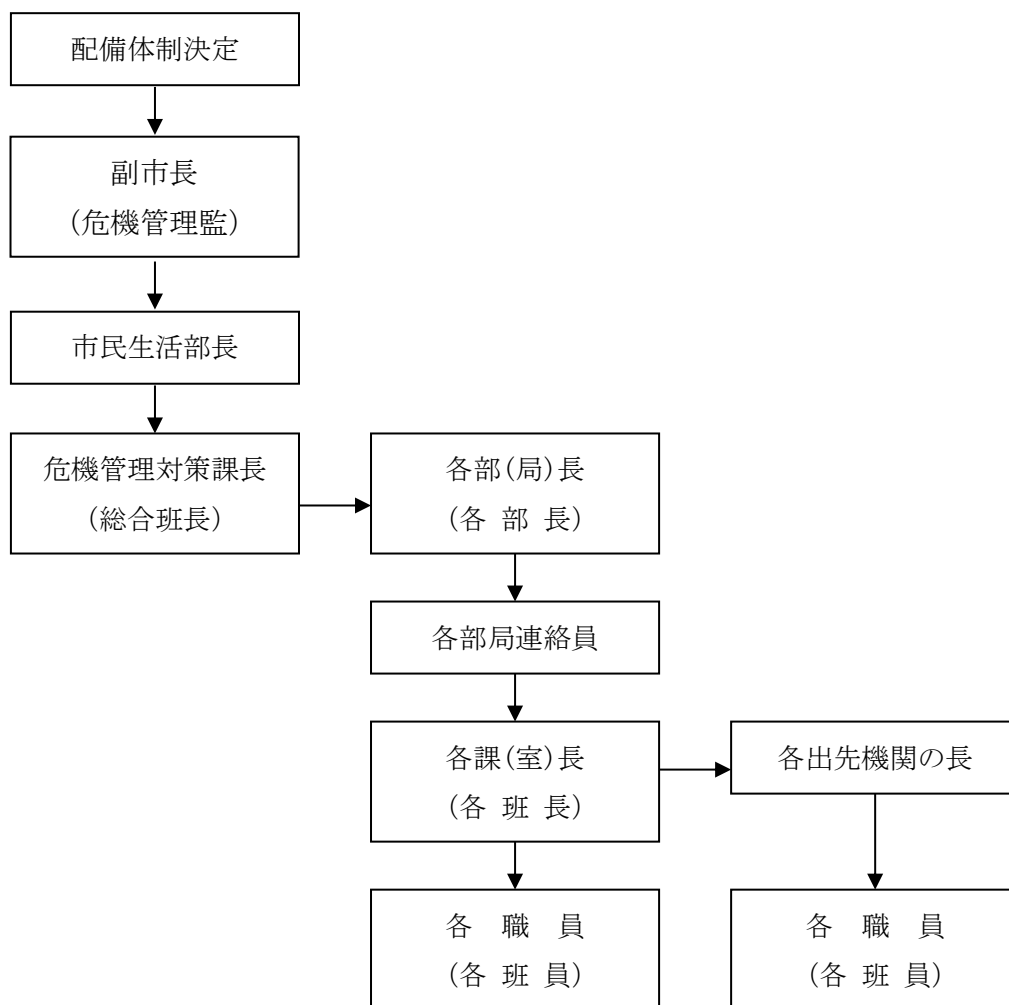 配備体制決定
副市長
(危機管理監)
市民生活部長
危機管理対策課長
(総合班長)
各部(局)長
(各 部 長)
各部局連絡員
各課(室)長
(各 班 長)
各出先機関の長
各　職　員
(各 班 員)
各　職　員
(各 班 員)